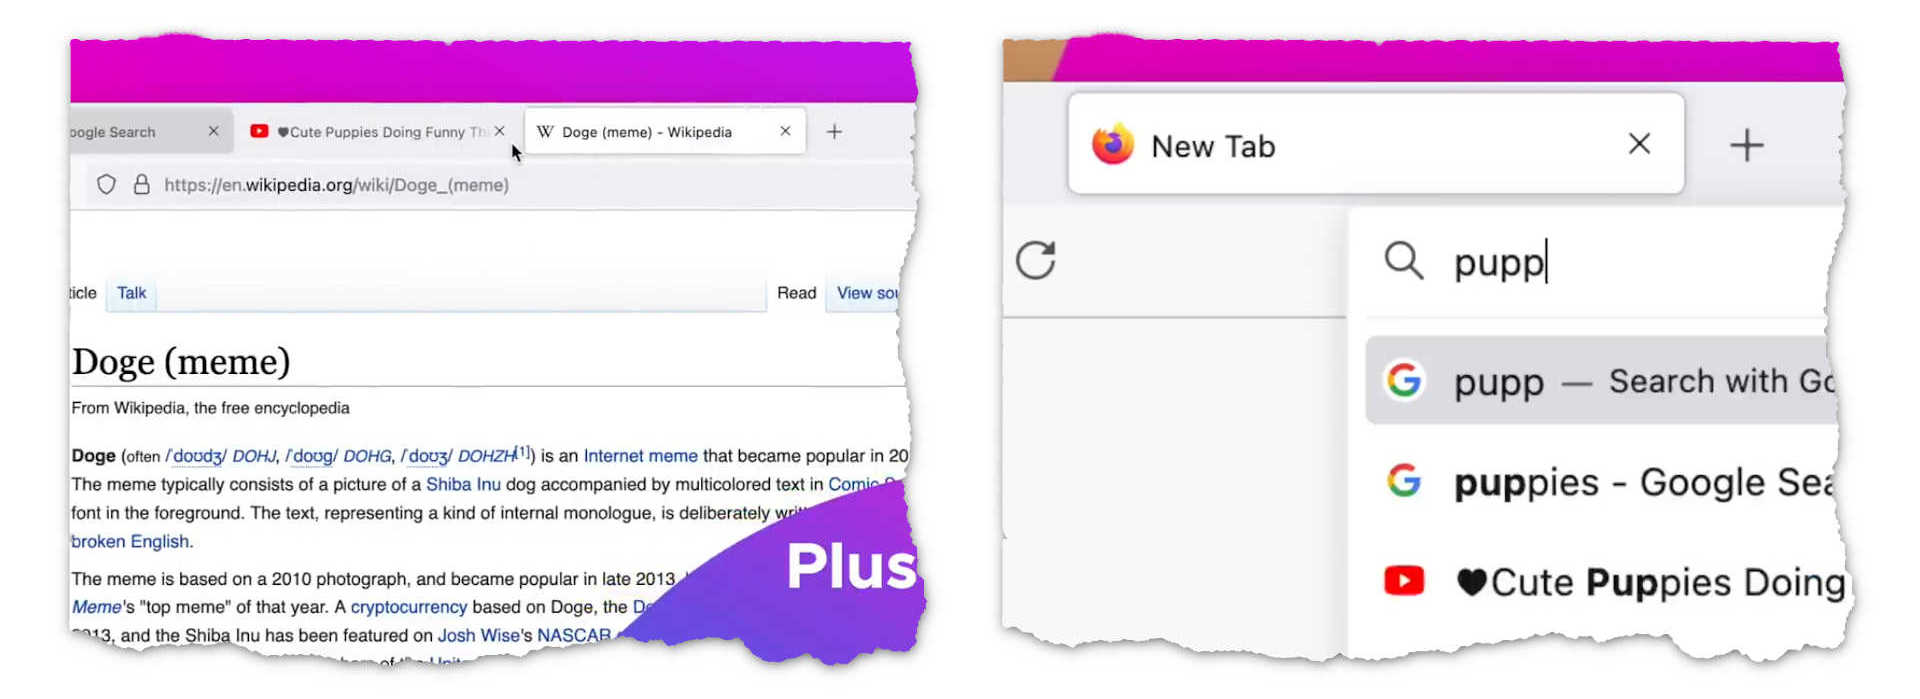 oogle Search
♥Cute Puppies Doing Funny Th
W Doge (meme) - Wikipedia
https://en.wikipedia.org/wiki/Doge_(meme)
ticle Talk Read View sou
Doge (meme)
From Wikipedia, the free encyclopedia
Doge (often /ˈdoʊdʒ/ DOHJ, /ˈdoʊɡ/ DOHG, /ˈdoʊʒ/ DOHZH[1]) is an Internet meme that became popular in 20
The meme typically consists of a picture of a Shiba Inu dog accompanied by multicolored text in Comic
font in the foreground. The text, representing a kind of internal monologue, is deliberately writ
broken English.
The meme is based on a 2010 photograph, and became popular in late 2013,
Meme's "top meme" of that year. A cryptocurrency based on Doge, the
2013, and the Shiba Inu has been featured on Josh Wise's NASCAR
of the
Plus
New Tab
pupp
pupp — Search with Go
puppies - Google Sea
♥Cute Puppies Doing